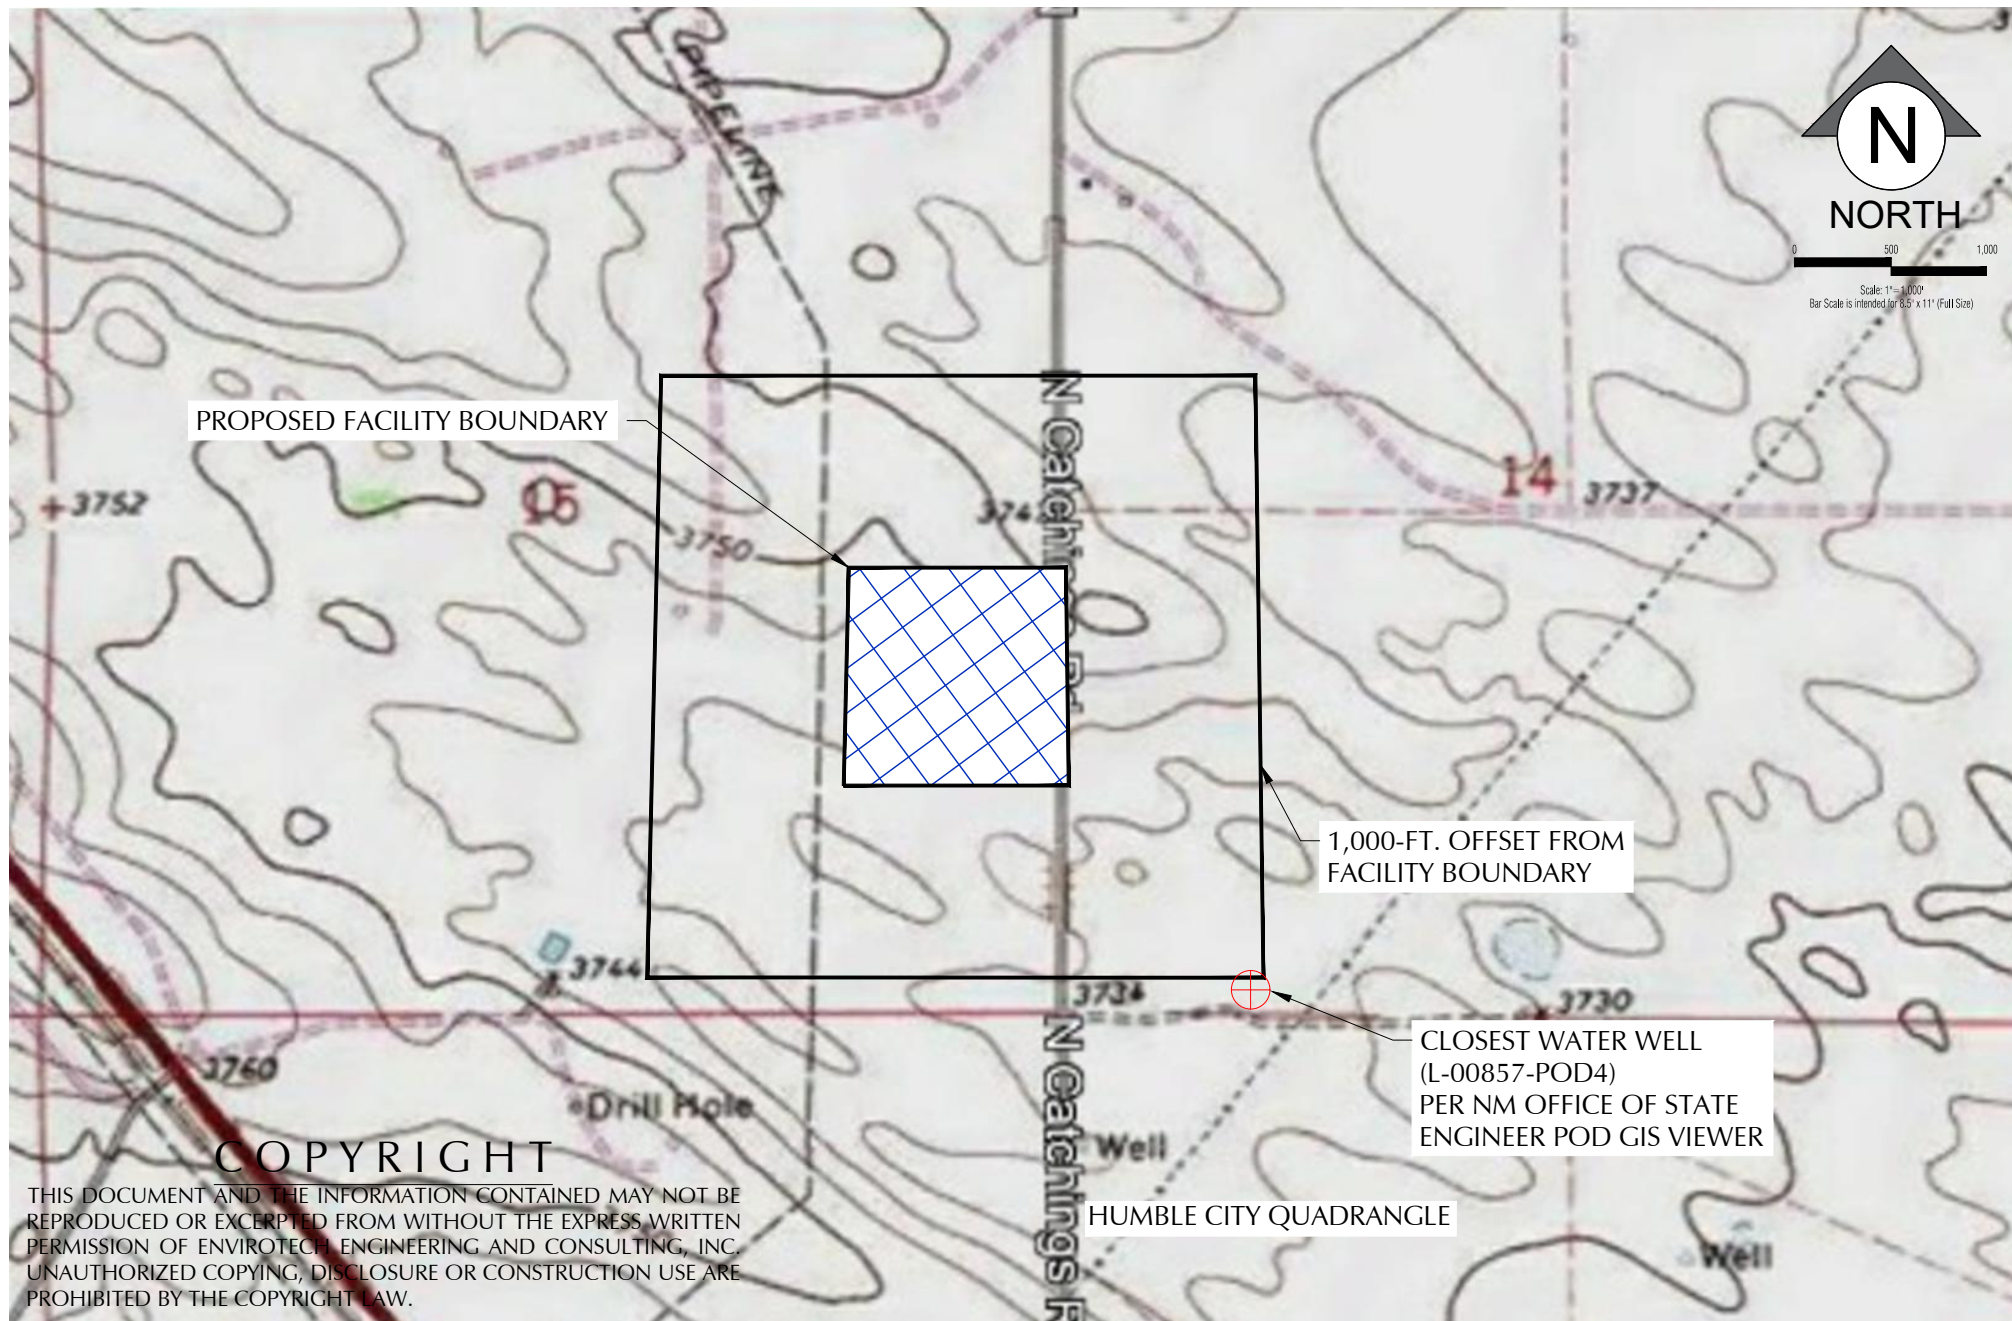 PIPELINE
N
NORTH
0 500 1,000
Scale: 1"=1,000'
Bar Scale is intended for 8.5" x 11" (Full Size)
PROPOSED FACILITY BOUNDARY
N Catchings Rd
15
14
3752
3750
3737
1,000-FT. OFFSET FROM
FACILITY BOUNDARY
3744
3734
3730
CLOSEST WATER WELL
(L-00857-POD4)
PER NM OFFICE OF STATE
ENGINEER POD GIS VIEWER
3760
Drill Hole
N Catchings R
Well
HUMBLE CITY QUADRANGLE
Well
COPYRIGHT
THIS DOCUMENT AND THE INFORMATION CONTAINED MAY NOT BE
REPRODUCED OR EXCERPTED FROM WITHOUT THE EXPRESS WRITTEN
PERMISSION OF ENVIROTECH ENGINEERING AND CONSULTING, INC.
UNAUTHORIZED COPYING, DISCLOSURE OR CONSTRUCTION USE ARE
PROHIBITED BY THE COPYRIGHT LAW.